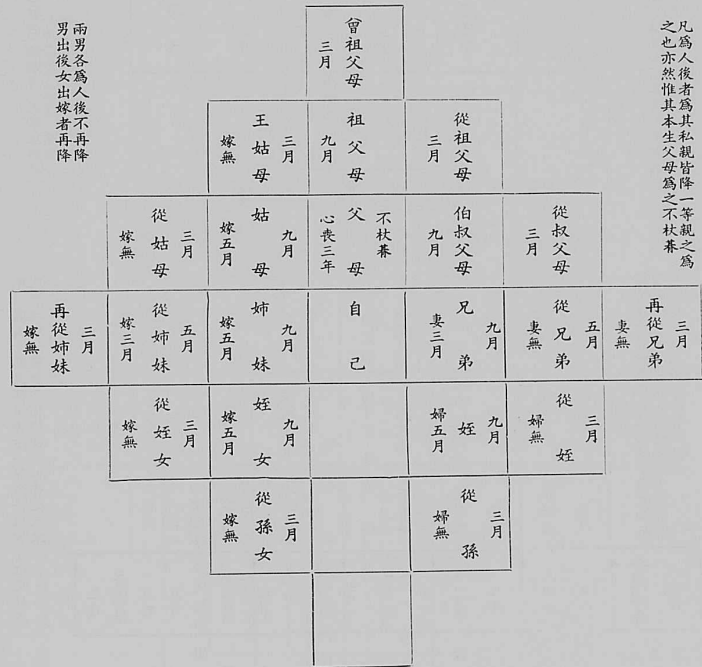 凡爲人後者爲其私親皆降一等親之爲
之也亦然惟其本生父母爲之不杖朞
兩男各爲人後不再降
男出後女出嫁者再降
曾祖父母
三月
從祖父母
三月
祖父母
九月
三月
王姑母
嫁無
從叔父母
三月
伯叔父母
九月
不杖朞
父母
心喪三年
九月
姑母
嫁五月
三月
從姑母
嫁無
三月
再從兄弟
妻無
五月
從兄弟
妻無
九月
兄弟
妻三月
自己
九月
姉妹
嫁五月
五月
從姉妹
嫁三月
三月
再從姉妹
嫁無
三月
從姪
婦無
九月
姪
婦五月
九月
姪女
嫁五月
三月
從姪女
嫁無
三月
從孫
婦無
三月
從孫女
嫁無